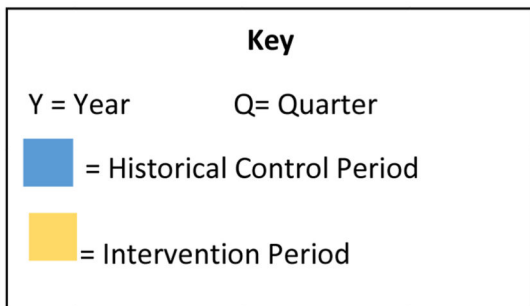 Key
Y = Year Q= Quarter
= Historical Control Period
= Intervention Period